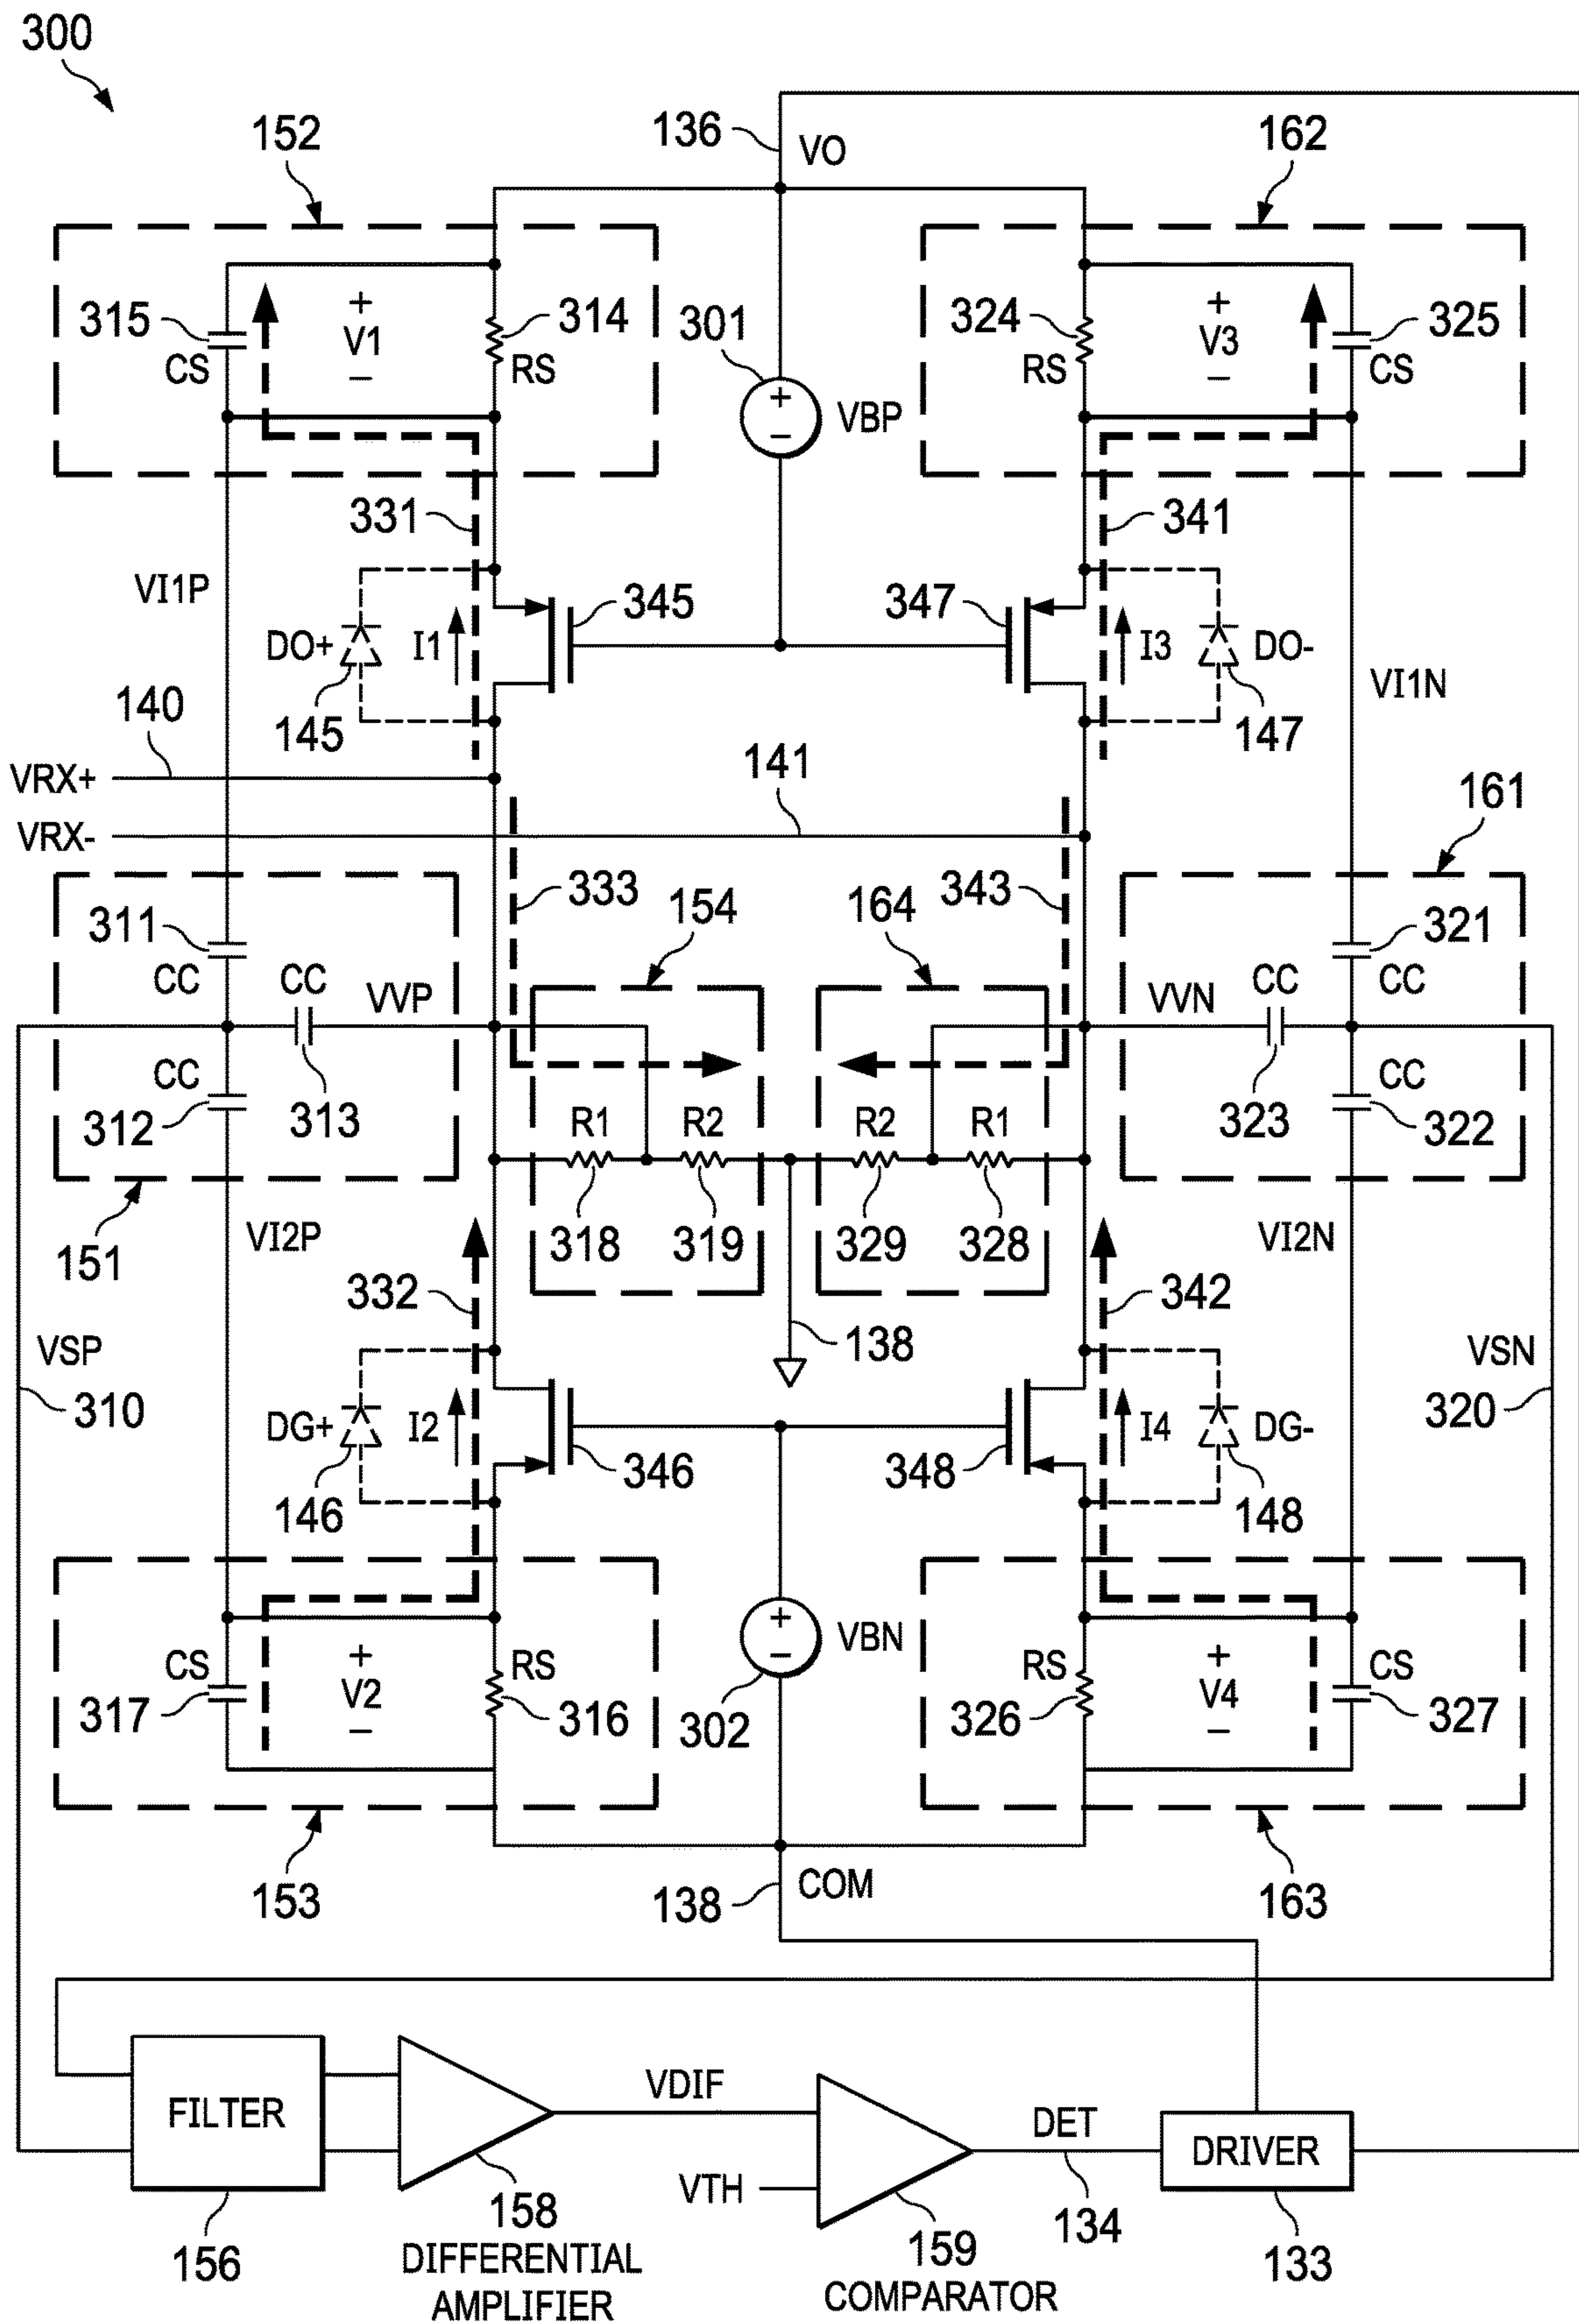 300
152
136
VO
162
315
CS
+
V1
−
314
RS
301
+
−
VBP
324
RS
+
V3
−
325
CS
331
341
VI1P
345
347
DO+
I1
I3
DO-
VI1N
140
145
141
147
VRX+
VRX-
161
333
154
164
343
311
CC
CC
VVP
VVN
CC
321
CC
CC
312
313
R1
R2
R2
R1
323
CC
322
318
319
329
328
151
VI2P
VI2N
332
342
VSP
138
VSN
310
DG+
I2
I4
DG-
320
146
346
348
148
CS
+
V2
−
RS
+
−
VBN
RS
+
V4
−
CS
317
316
302
326
327
153
138
COM
163
FILTER
VDIF
DET
DRIVER
VTH
156
158
159
134
133
DIFFERENTIAL
AMPLIFIER
COMPARATOR